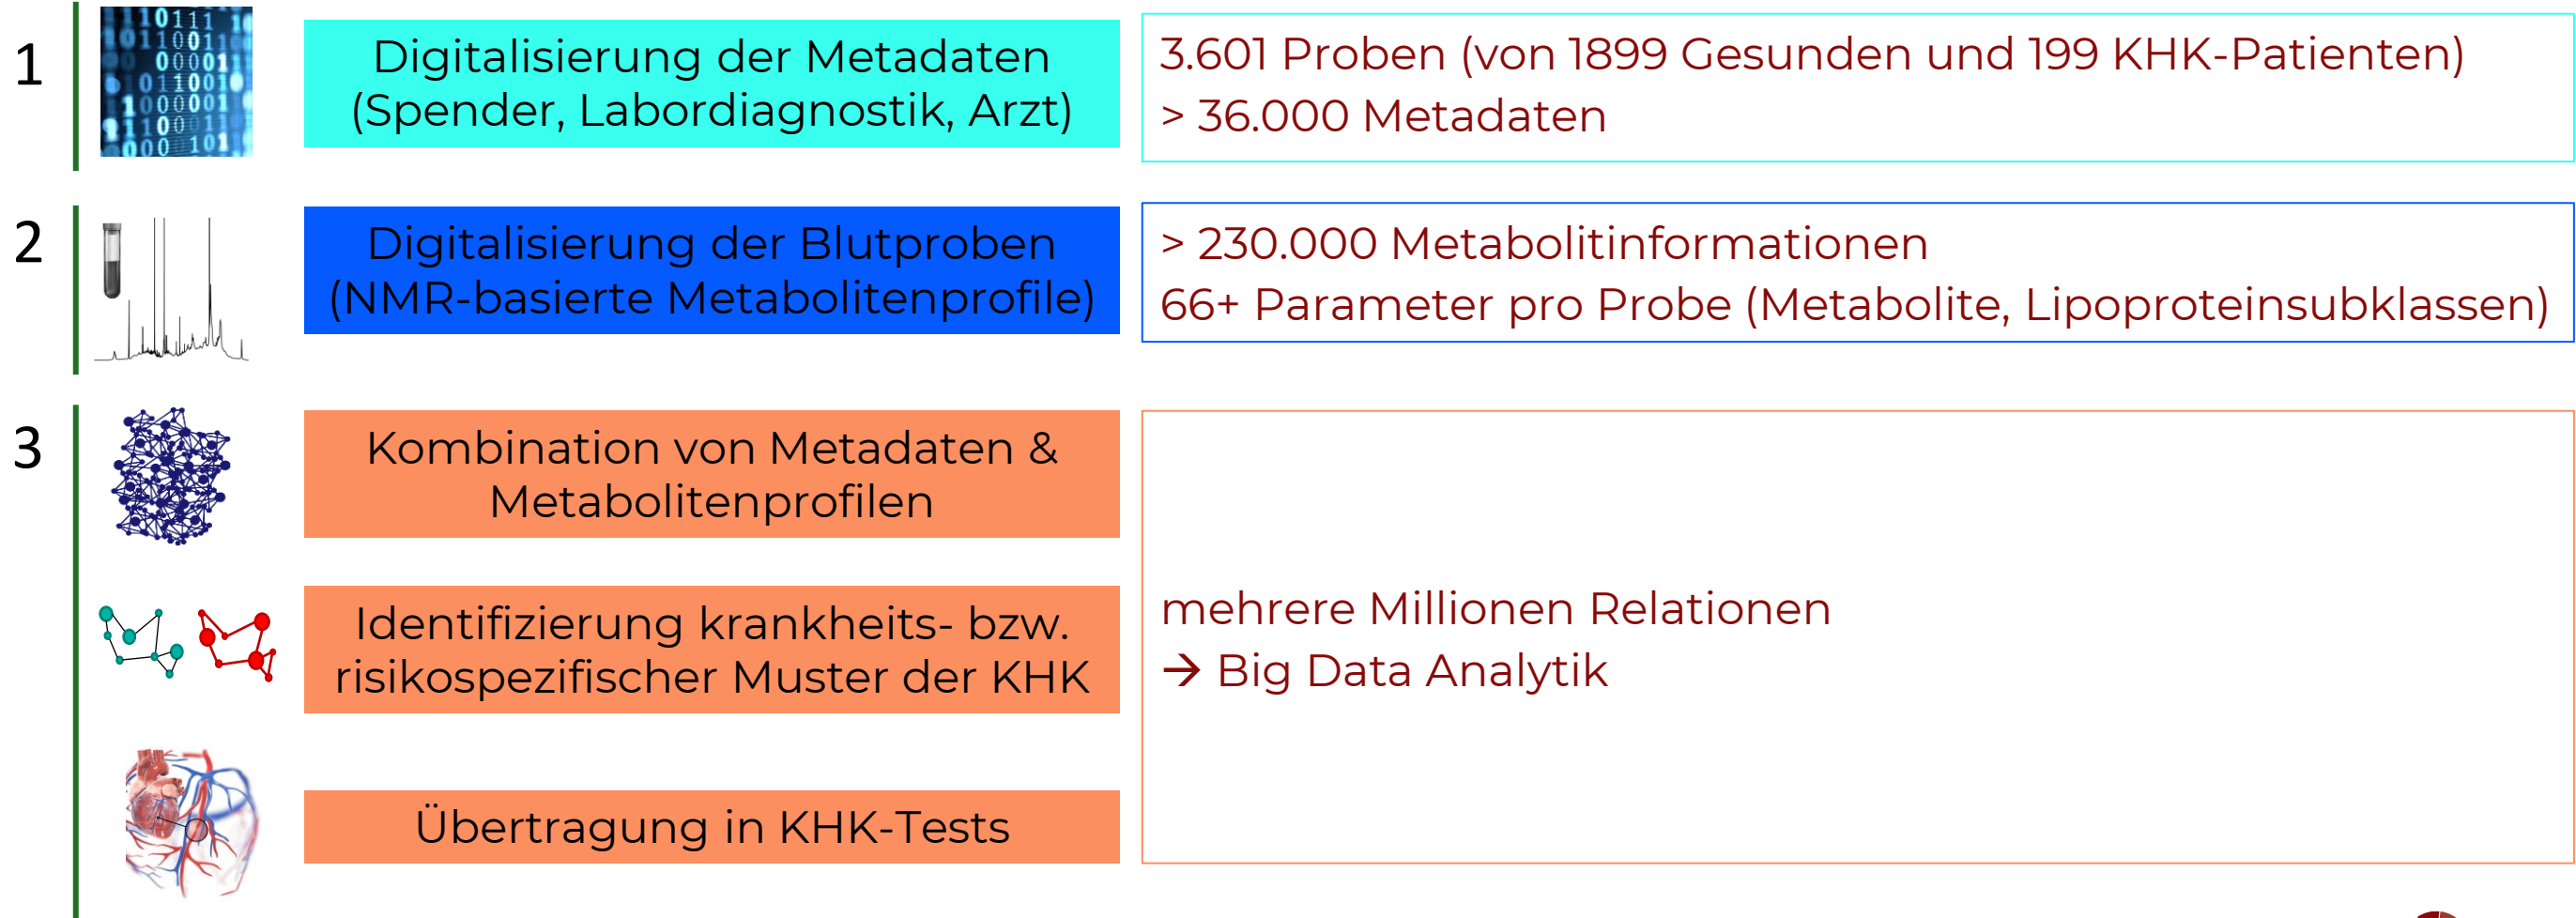 1
Digitalisierung der Metadaten
(Spender, Labordiagnostik, Arzt)
3.601 Proben (von 1899 Gesunden und 199 KHK-Patienten)
> 36.000 Metadaten
2
Digitalisierung der Blutproben
(NMR-basierte Metabolitenprofile)
> 230.000 Metabolitinformationen
66+ Parameter pro Probe (Metabolite, Lipoproteinsubklassen)
3
Kombination von Metadaten &
Metabolitenprofilen
Identifizierung krankheits- bzw.
risikospezifischer Muster der KHK
Übertragung in KHK-Tests
mehrere Millionen Relationen
→ Big Data Analytik